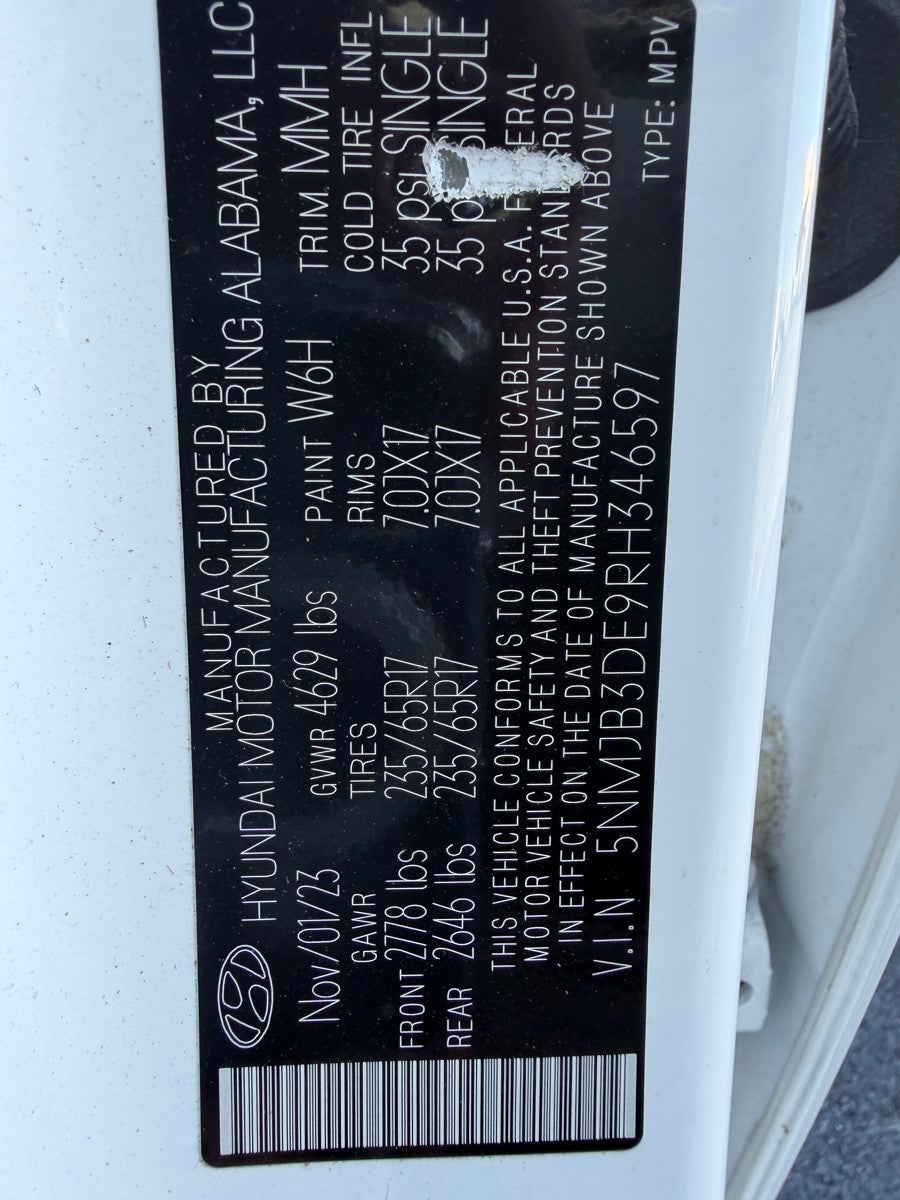 MANUFACTURED BY
HYUNDAI MOTOR MANUFACTURING ALABAMA, LLC
Nov/01/23 GVWR 4629 lbs PAINT W6H TRIM MMH
GAWR TIRES RIMS COLD TIRE INFL
FRONT 2778 lbs 235/65R17 7.0JX17 35 psi SINGLE
REAR 2646 lbs 235/65R17 7.0JX17 35 SINGLE
THIS VEHICLE CONFORMS TO ALL APPLICABLE U.S.A.
MOTOR VEHICLE SAFETY AND THEFT PREVENTION
IN EFFECT ON THE DATE OF MANUFACTURE SHOWN ABOVE
V.I.N 5NMJB3DE9RH346597 TYPE: MPV